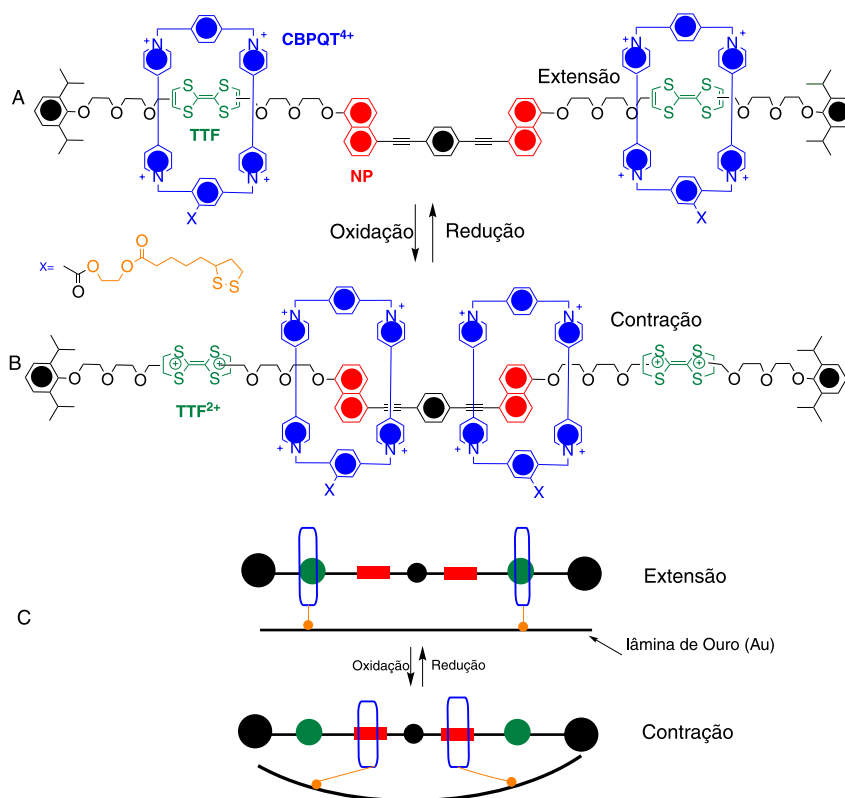 CBPQT⁴⁺
+ N N +
+ N N +
Extensão
A
S S S S
S S S S
O O O O
O O O O
O O O O
O O O O
TTF
NP
N + + N
N + + N
X
X
Oxidação
Redução
X= O O O O
S-S
Contração
+ N N +
+ N N +
B
S S S S
S S S S
+ +
+ +
O O O O
O O O O
O O O O
O O O O
TTF²⁺
N + + N
N + + N
X
X
Extensão
C
lâmina de Ouro (Au)
Oxidação
Redução
Contração